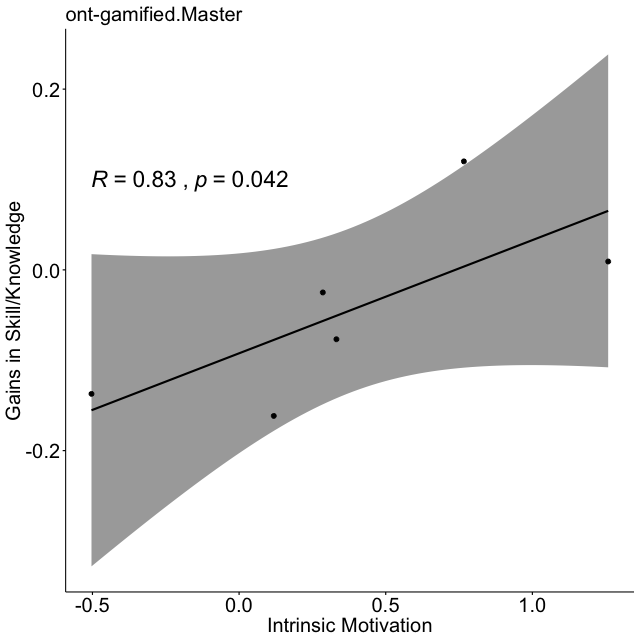 ont-gamified.Master
0.2
R = 0.83 , p = 0.042
0.0
-0.2
Gains in Skill/Knowledge
-0.5 0.0 0.5 1.0
Intrinsic Motivation